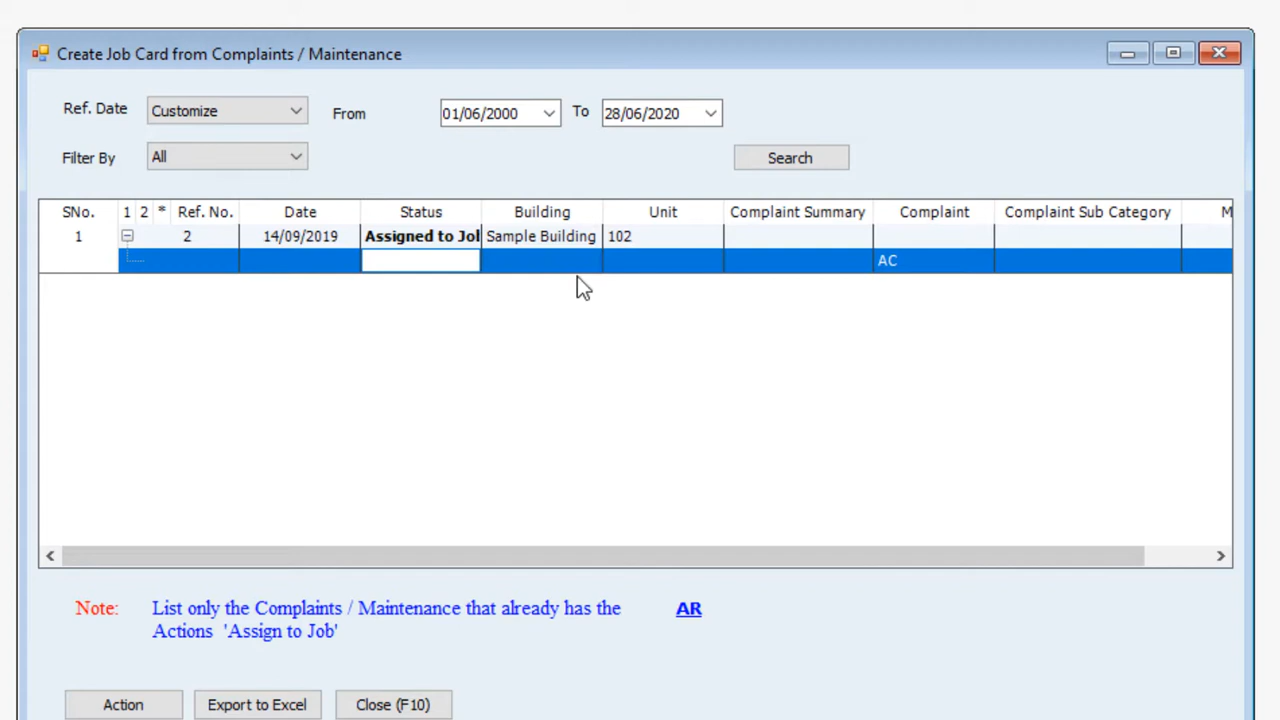 Create Job Card from Complaints / Maintenance
Ref. Date Customize From 01/06/2000 To 28/06/2020
Filter By All Search
SNo. 1 2 * Ref. No. Date Status Building Unit Complaint Summary Complaint Complaint Sub Category M
1 2 14/09/2019 Assigned to Jol Sample Building 102
AC
Note: List only the Complaints / Maintenance that already has the AR
Actions 'Assign to Job'
Action Export to Excel Close (F10)